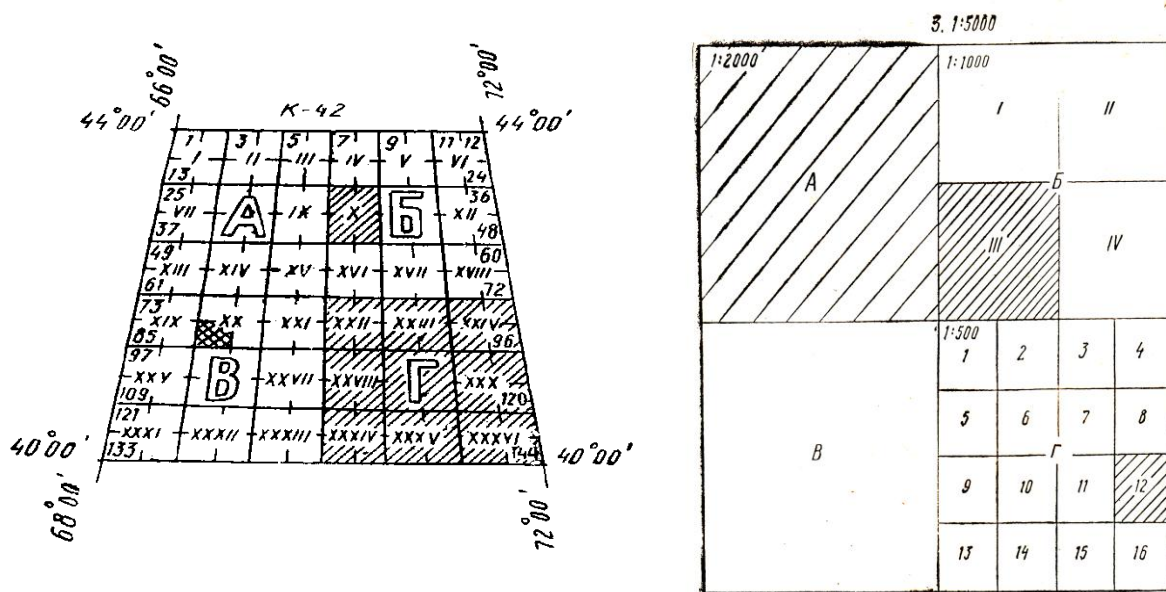 66°00'
72°00'
44°00'
К-42
44°00'
1 3 5 7 9 11 12
I II III IV V VI
13 24
25 36
VII А IX X Б XII
37 48
49 60
XIII XIV XV XVI XVII XVIII
61 72
73
XIX XX XXI XXII XXIII XXIV
85 96
97
XXV В XXVII XXVIII Г XXX
109 120
121
XXXI XXXII XXXIII XXXIV XXXV XXXVI
133 144
40°00'
40°00'
68°00'
72°00'
3. 1:5000
1:2000
А
1:1000
I II
Б
III IV
В
1:500
1 2 3 4
5 6 7 8
Г
9 10 11 12
13 14 15 16